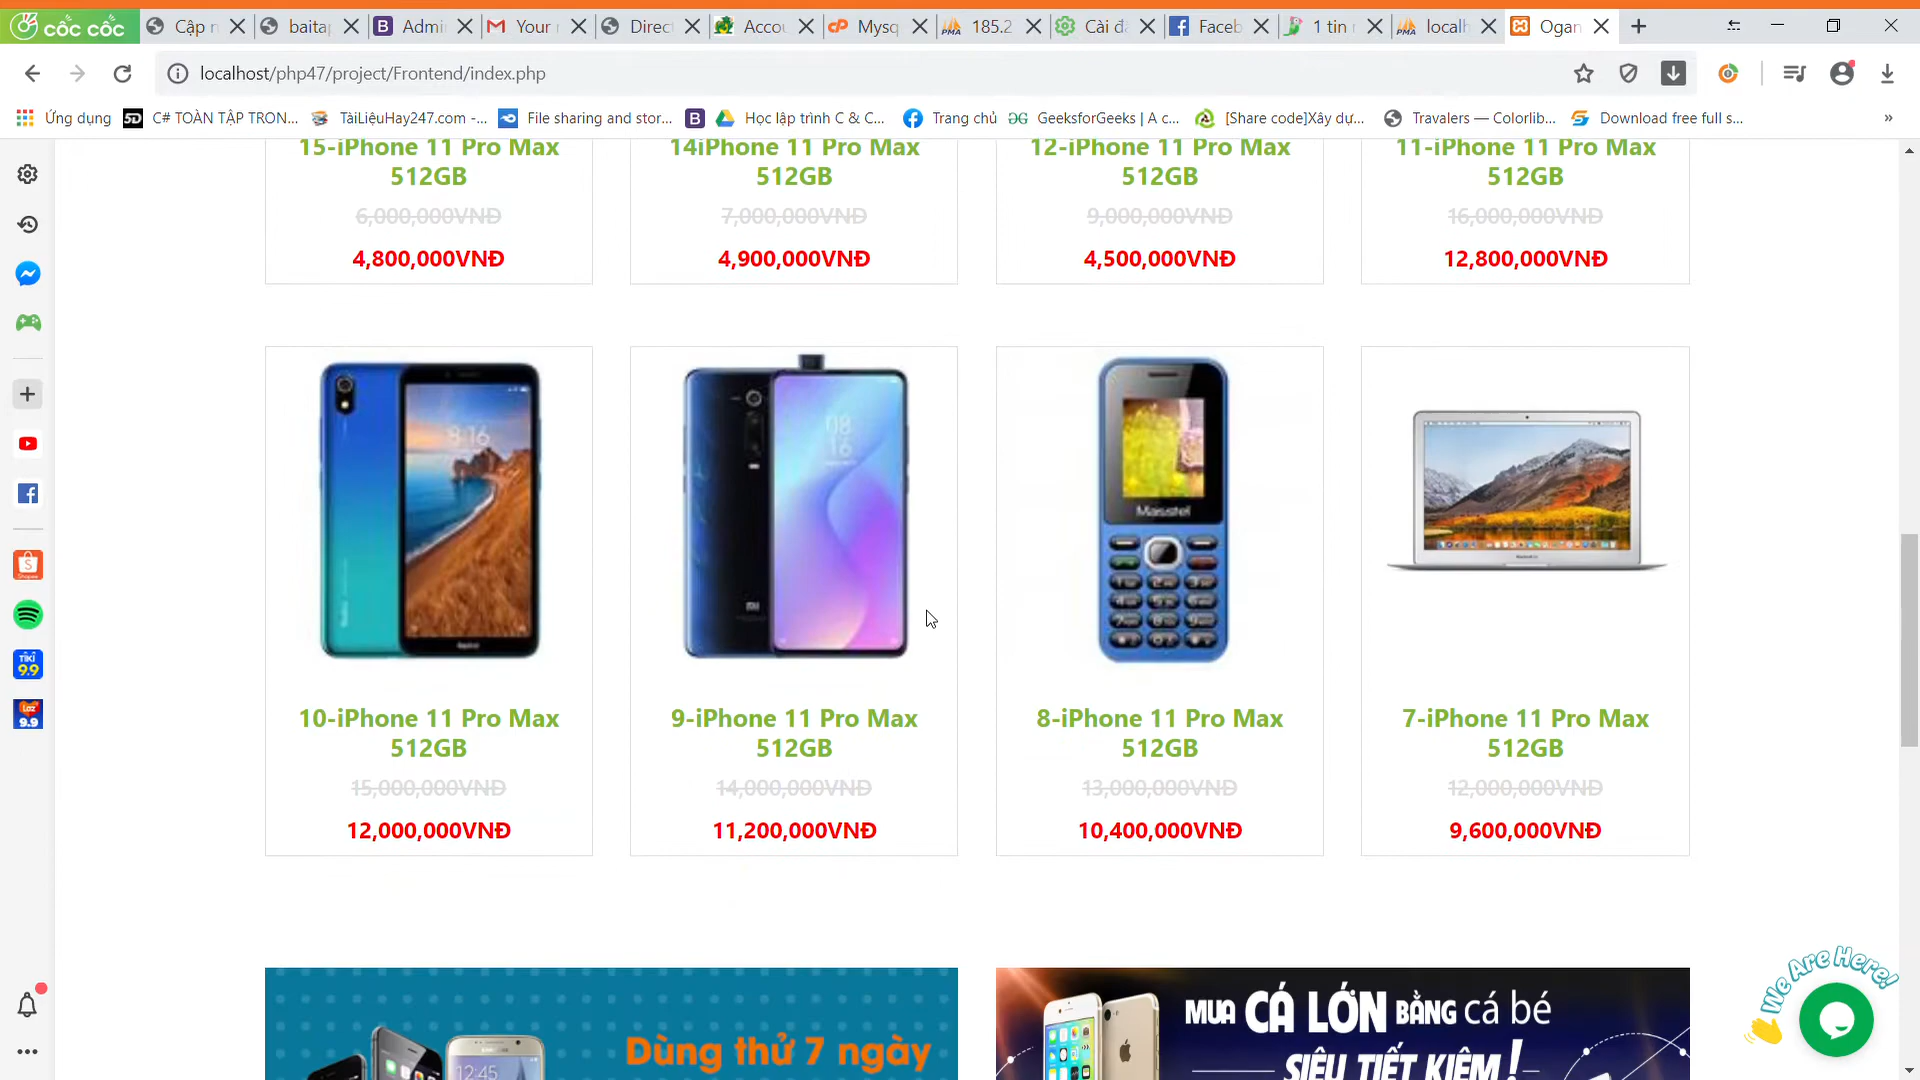 cốc cốc
Cập n
baitap
Admi
Your
Direc
Accou
Mysq
185.2
Cài đ
Faceb
1 tin
localh
Ogan
localhost/php47/project/Frontend/index.php
Ứng dụng
C# TOÀN TẬP TRON...
TàiLiệuHay247.com -...
File sharing and stor...
Học lập trình C & C...
Trang chủ
GeeksforGeeks | A c...
[Share code]Xây dự...
Travelers — Colorlib...
Download free full s...
»
15-iPhone 11 Pro Max
512GB
6,000,000VNĐ
4,800,000VNĐ
14iPhone 11 Pro Max
512GB
7,000,000VNĐ
4,900,000VNĐ
12-iPhone 11 Pro Max
512GB
9,000,000VNĐ
4,500,000VNĐ
11-iPhone 11 Pro Max
512GB
16,000,000VNĐ
12,800,000VNĐ
10-iPhone 11 Pro Max
512GB
15,000,000VNĐ
12,000,000VNĐ
9-iPhone 11 Pro Max
512GB
14,000,000VNĐ
11,200,000VNĐ
8-iPhone 11 Pro Max
512GB
13,000,000VNĐ
10,400,000VNĐ
7-iPhone 11 Pro Max
512GB
12,000,000VNĐ
9,600,000VNĐ
Dùng thử 7 ngày
12:45
MUA CÁ LỚN BẰNG cá bé
SIÊU TIẾT KIỆM !
We Are Here!